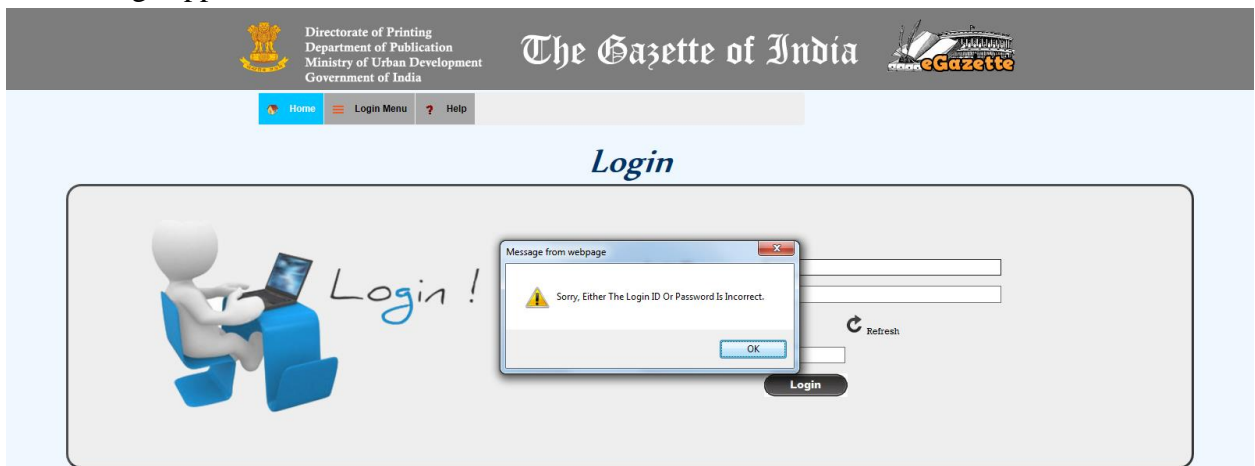 Directorate of Printing
Department of Publication
Ministry of Urban Development
Government of India
The Gazette of India
eGazette
Home
Login Menu
? Help
Login
Login !
Message from webpage
Sorry, Either The Login ID Or Password Is Incorrect.
OK
Refresh
Login